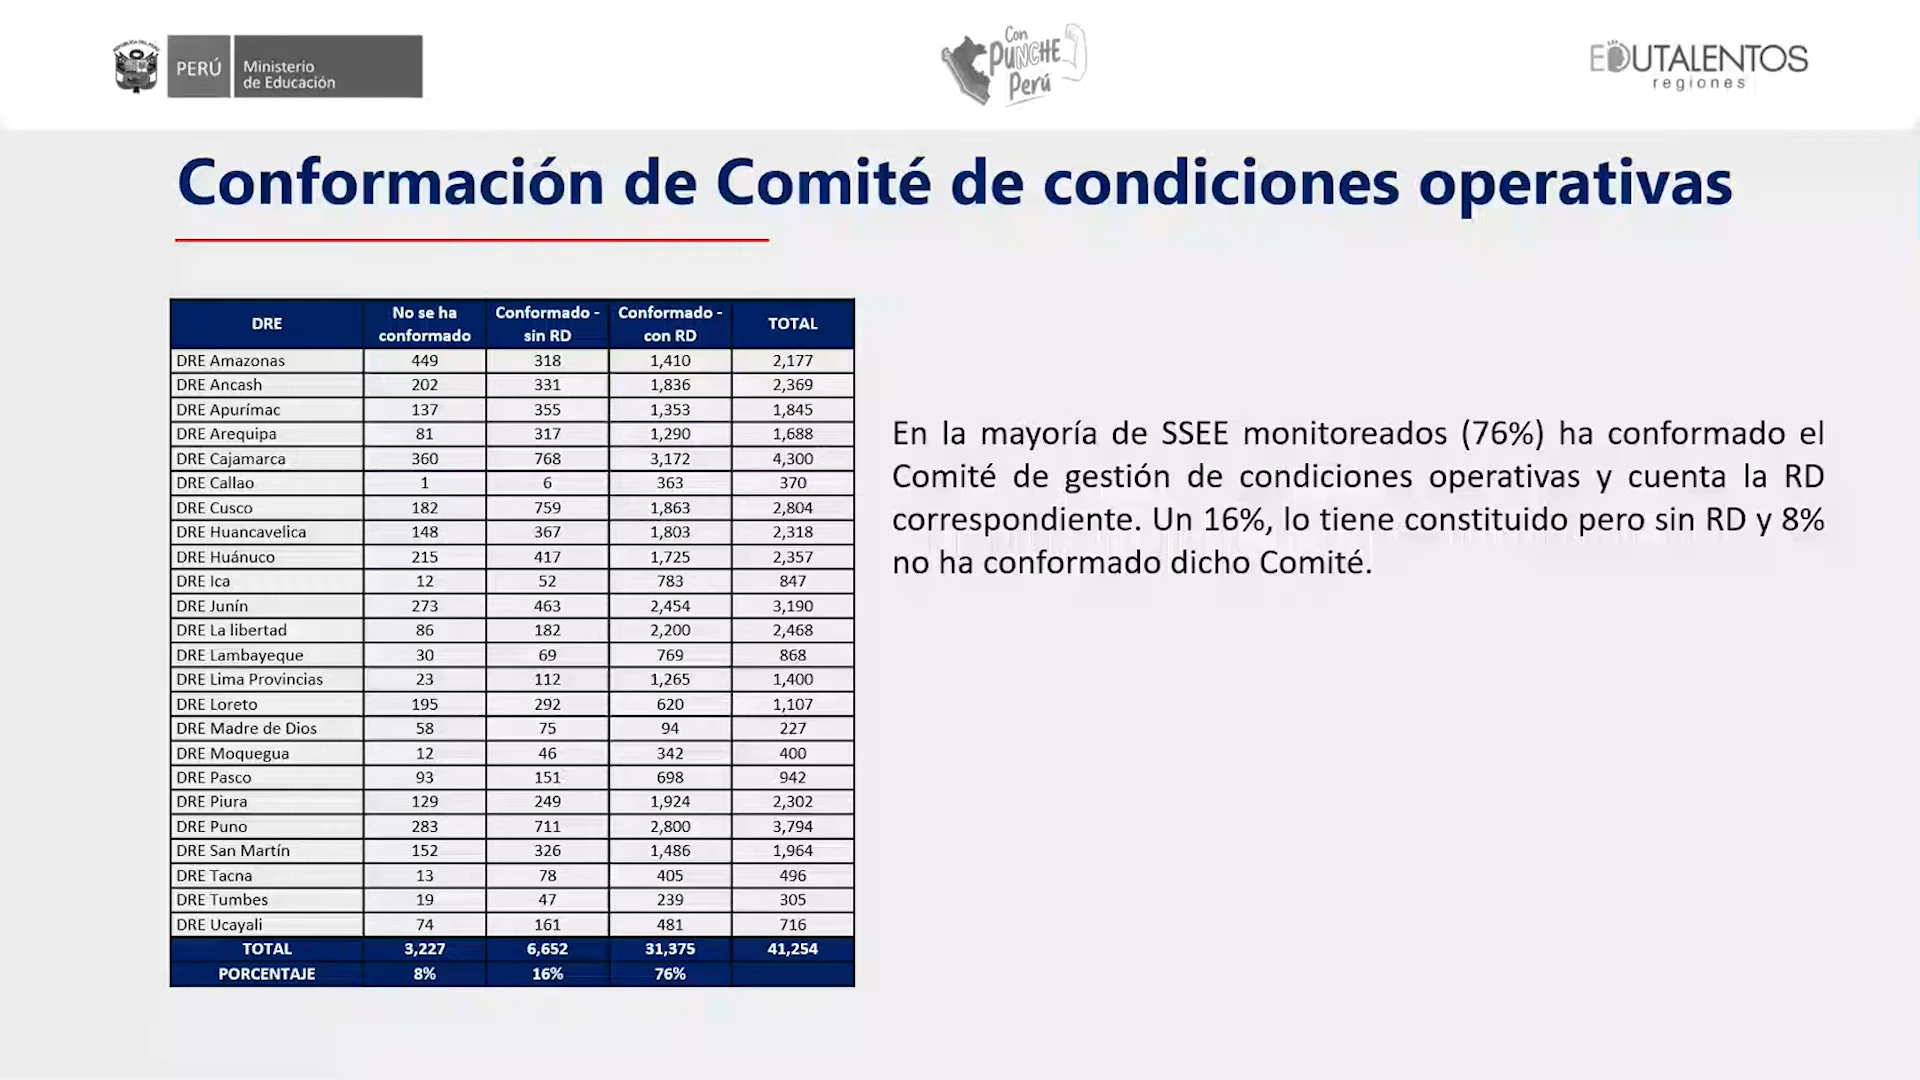 REPÚBLICA DEL PERÚ
PERÚ
Ministerio
de Educación
Con
PUNCHE
Perú
EDUTALENTOS
regiones
Conformación de Comité de condiciones operativas
DRE No se ha conformado Conformado - sin RD Conformado - con RD TOTAL
DRE Amazonas 449 318 1,410 2,177
DRE Ancash 202 331 1,836 2,369
DRE Apurímac 137 355 1,353 1,845
DRE Arequipa 81 317 1,290 1,688
DRE Cajamarca 360 768 3,172 4,300
DRE Callao 1 6 363 370
DRE Cusco 182 759 1,863 2,804
DRE Huancavelica 148 367 1,803 2,318
DRE Huánuco 215 417 1,725 2,357
DRE Ica 12 52 783 847
DRE Junín 273 463 2,454 3,190
DRE La libertad 86 182 2,200 2,468
DRE Lambayeque 30 69 769 868
DRE Lima Provincias 23 112 1,265 1,400
DRE Loreto 195 292 620 1,107
DRE Madre de Dios 58 75 94 227
DRE Moquegua 12 46 342 400
DRE Pasco 93 151 698 942
DRE Piura 129 249 1,924 2,302
DRE Puno 283 711 2,800 3,794
DRE San Martín 152 326 1,486 1,964
DRE Tacna 13 78 405 496
DRE Tumbes 19 47 239 305
DRE Ucayali 74 161 481 716
TOTAL 3,227 6,652 31,375 41,254
PORCENTAJE 8% 16% 76%
En la mayoría de SSEE monitoreados (76%) ha conformado el
Comité de gestión de condiciones operativas y cuenta la RD
correspondiente. Un 16%, lo tiene constituido pero sin RD y 8%
no ha conformado dicho Comité.